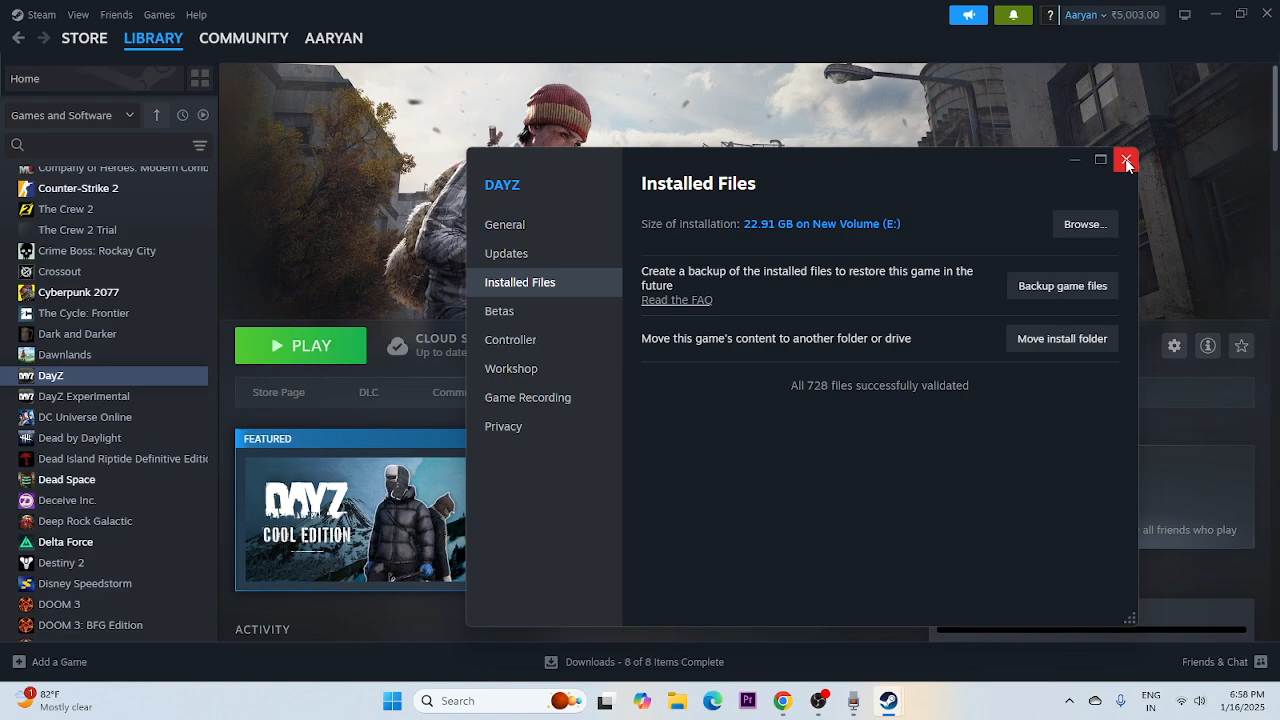 Steam View Friends Games Help
? Aaryan ₹5,003.00
STORE LIBRARY COMMUNITY AARYAN
Home
Games and Software
Company of Heroes. Modern Comb
Counter-Strike 2
The Crew 2
The Crew 2 Trial
Crime Boss: Rockay City
Crossout
Cyberpunk 2077
The Cycle: Frontier
Dark and Darker
Dawnlands
DayZ
DayZ Experimental
DC Universe Online
Dead by Daylight
Dead Island Riptide Definitive Editic
Dead Space
Deceive Inc.
Deep Rock Galactic
Delta Force
Destiny 2
Disney Speedstorm
DOOM 3
DOOM 3: BFG Edition
PLAY
CLOUD S
Up to date
Store Page DLC Commu
FEATURED
DAYZ
COOL EDITION
ACTIVITY
all friends who play
DAYZ
General
Updates
Installed Files
Betas
Controller
Workshop
Game Recording
Privacy
Installed Files
Size of installation: 22.91 GB on New Volume (E:)
Browse...
Create a backup of the installed files to restore this game in the
future
Read the FAQ
Backup game files
Move this game's content to another folder or drive
Move install folder
All 728 files successfully validated
Add a Game
Downloads - 8 of 8 Items Complete
Friends & Chat
1
82°F
Mostly clear
Search
Pr
ENG
IN
6:58 PM
1/16/2025